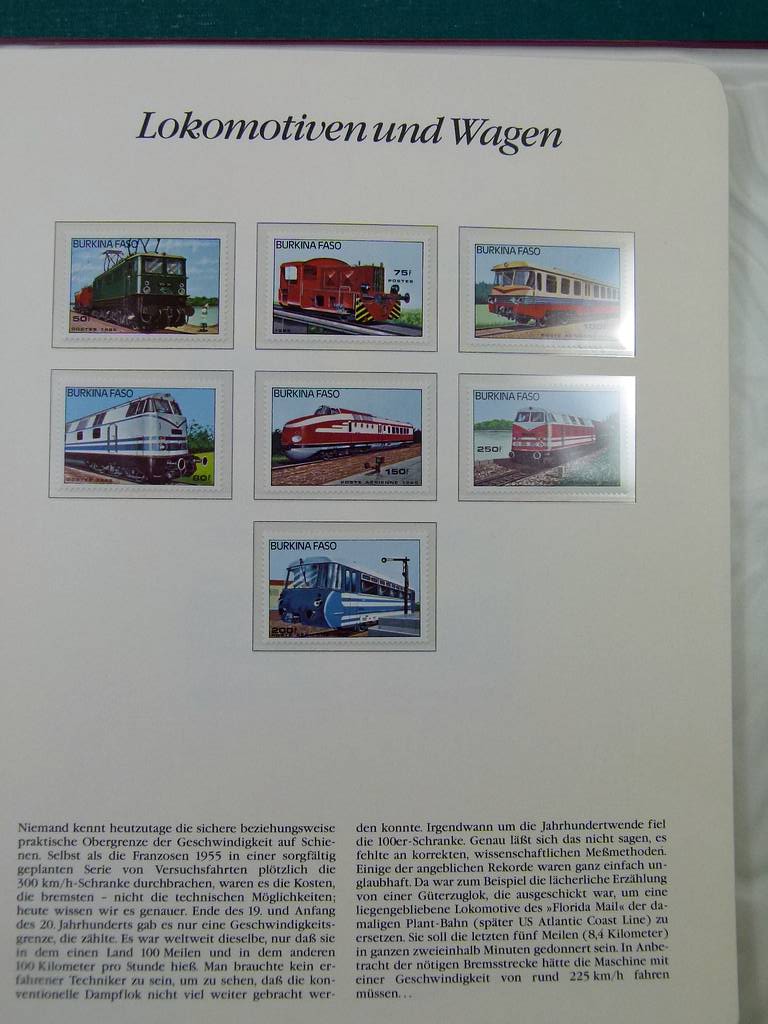 Lokomotiven und Wagen
BURKINA FASO
50f
POSTES 1985
BURKINA FASO
75f
POSTES
1985
BURKINA FASO
100f
POSTE AERIENNE
BURKINA FASO
POSTES 1985
80f
BURKINA FASO
150f
POSTE AERIENNE 1985
BURKINA FASO
250f
BURKINA FASO
200f
Niemand kennt heutzutage die sichere beziehungsweise
praktische Obergrenze der Geschwindigkeit auf Schie-
nen. Selbst als die Franzosen 1955 in einer sorgfältig
geplanten Serie von Versuchsfahrten plötzlich die
300 km/h-Schranke durchbrachen, waren es die Kosten,
die bremsten – nicht die technischen Möglichkeiten;
heute wissen wir es genauer. Ende des 19. und Anfang
des 20. Jahrhunderts gab es nur eine Geschwindigkeits-
grenze, die zählte. Es war weltweit dieselbe, nur daß sie
in dem einen Land 100 Meilen und in dem anderen
100 Kilometer pro Stunde hieß. Man brauchte kein er-
fahrener Techniker zu sein, um zu sehen, daß die kon-
ventionelle Dampflok nicht viel weiter gebracht wer-
den konnte. Irgendwann um die Jahrhundertwende fiel
die 100er-Schranke. Genau läßt sich das nicht sagen, es
fehlte an korrekten, wissenschaftlichen Meßmethoden.
Einige der angeblichen Rekorde waren ganz einfach un-
glaubhaft. Da war zum Beispiel die lächerliche Erzählung
von einer Güterzuglok, die ausgeschickt war, um eine
liegengebliebene Lokomotive des »Florida Mail« der da-
maligen Plant-Bahn (später US Atlantic Coast Line) zu
ersetzen. Sie soll die letzten fünf Meilen (8,4 Kilometer)
in ganzen zweieinhalb Minuten gedonnert sein. In Anbe-
tracht der nötigen Bremsstrecke hätte die Maschine mit
einer Geschwindigkeit von rund 225 km/h fahren
müssen...